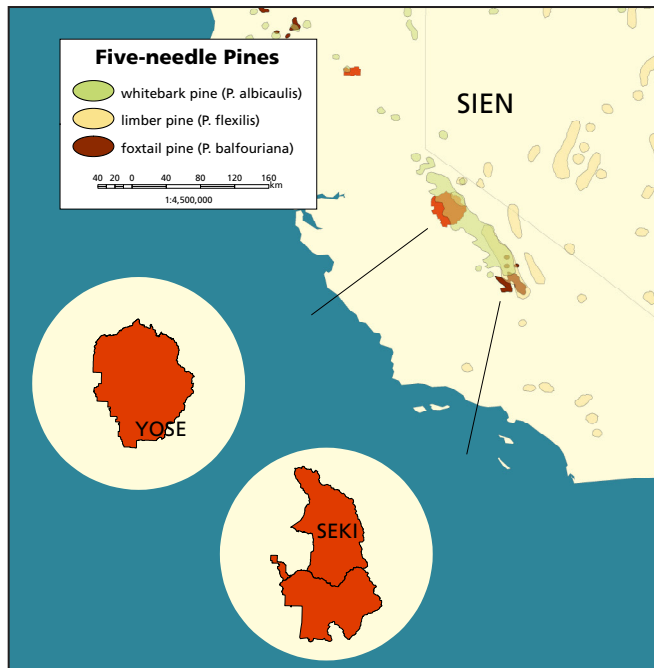 Five-needle Pines
whitebark pine (P. albicaulis)
limber pine (P. flexilis)
foxtail pine (P. balfouriana)
40 20 0 40 80 120 160
km
1:4,500,000
SIEN
YOSE
SEKI